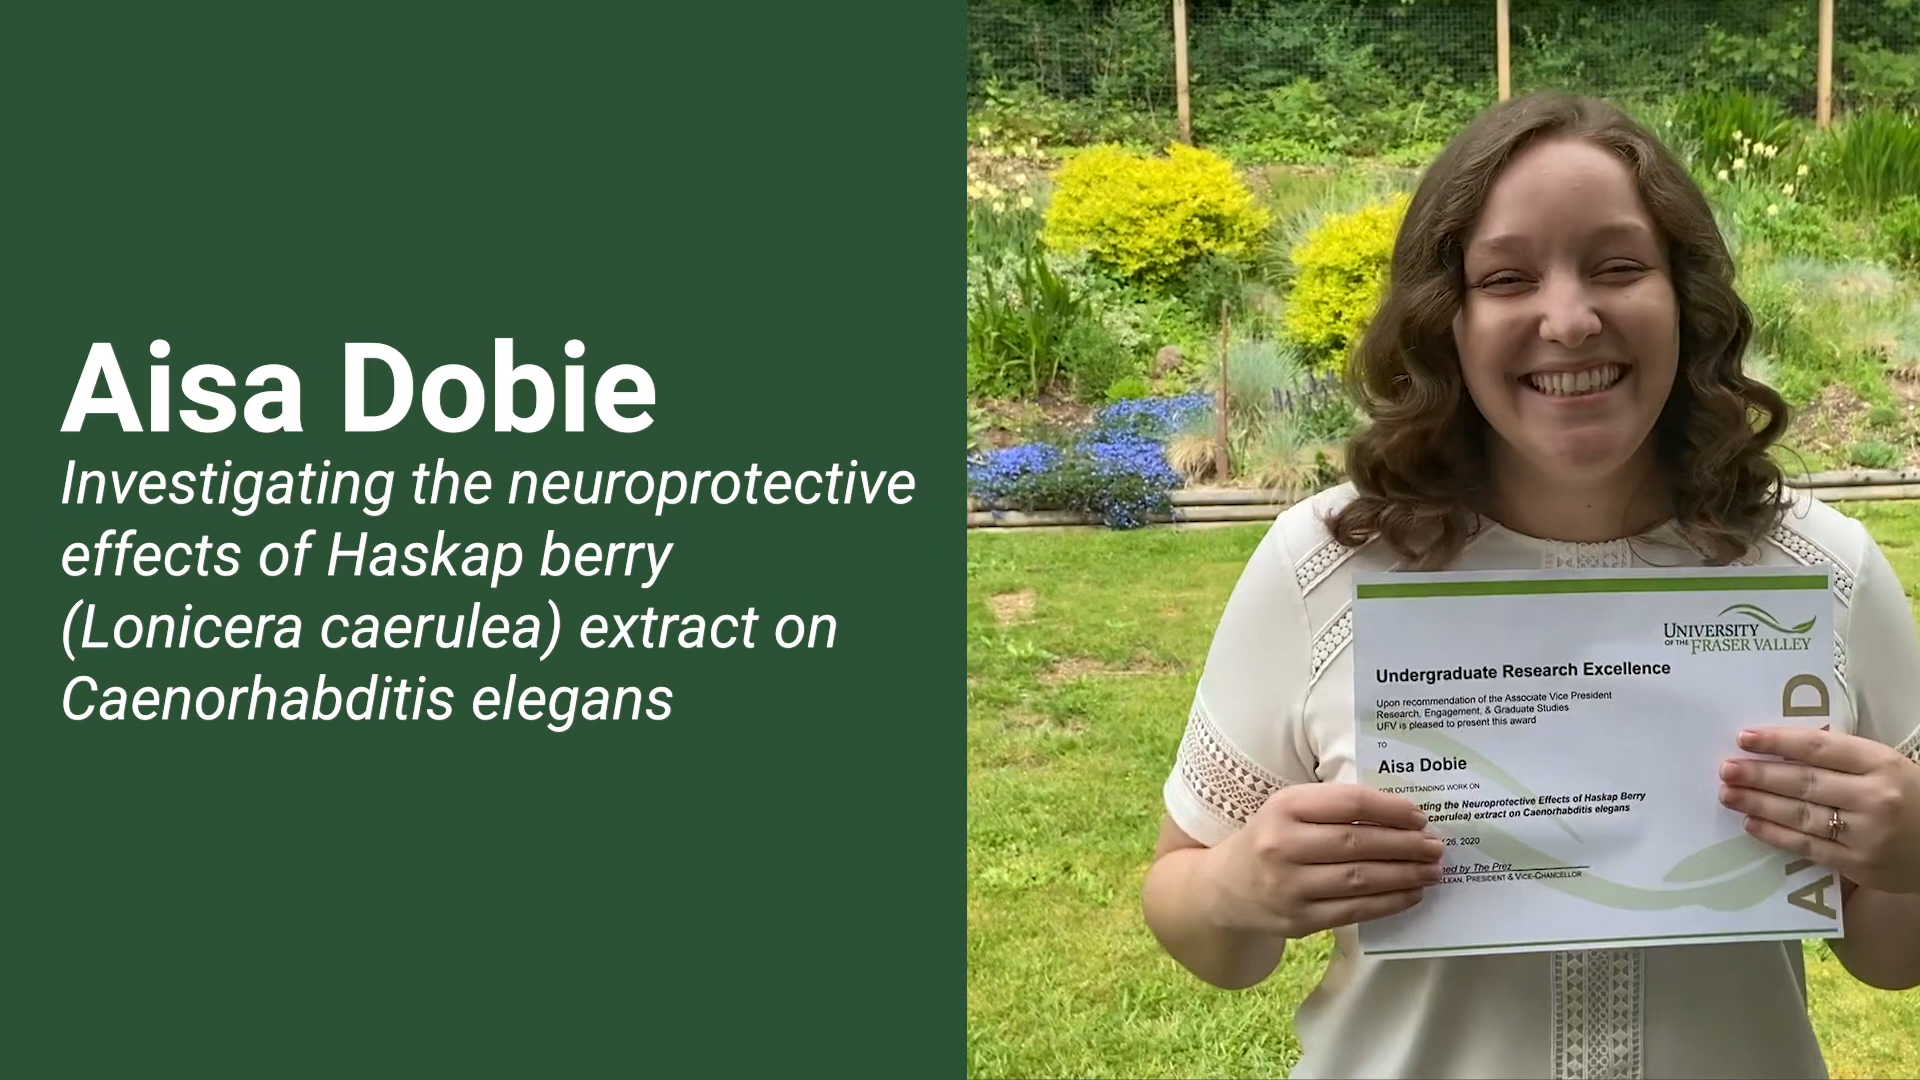 Aisa Dobie
Investigating the neuroprotective
effects of Haskap berry
(Lonicera caerulea) extract on
Caenorhabditis elegans
UNIVERSITY
OF THE FRASER VALLEY
Undergraduate Research Excellence
Upon recommendation of the Associate Vice President
Research, Engagement, & Graduate Studies
UFV is pleased to present this award
TO
Aisa Dobie
FOR OUTSTANDING WORK ON
the Neuroprotective Effects of Haskap Berry
caerulea) extract on Caenorhabditis elegans
26, 2020
by The Prez
PRESIDENT & VICE-CHANCELLOR